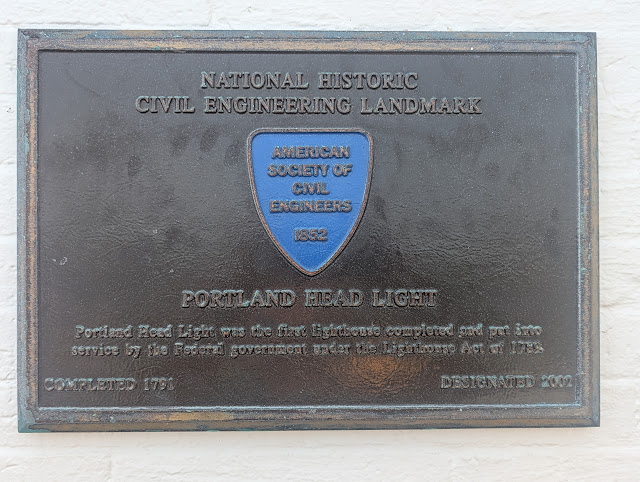 NATIONAL HISTORIC
CIVIL ENGINEERING LANDMARK
AMERICAN
SOCIETY OF
CIVIL
ENGINEERS
1852
PORTLAND HEAD LIGHT
Portland Head Light was the first lighthouse completed and put into
service by the Federal government under the Lighthouse Act of
COMPLETED 1791
DESIGNATED 2002